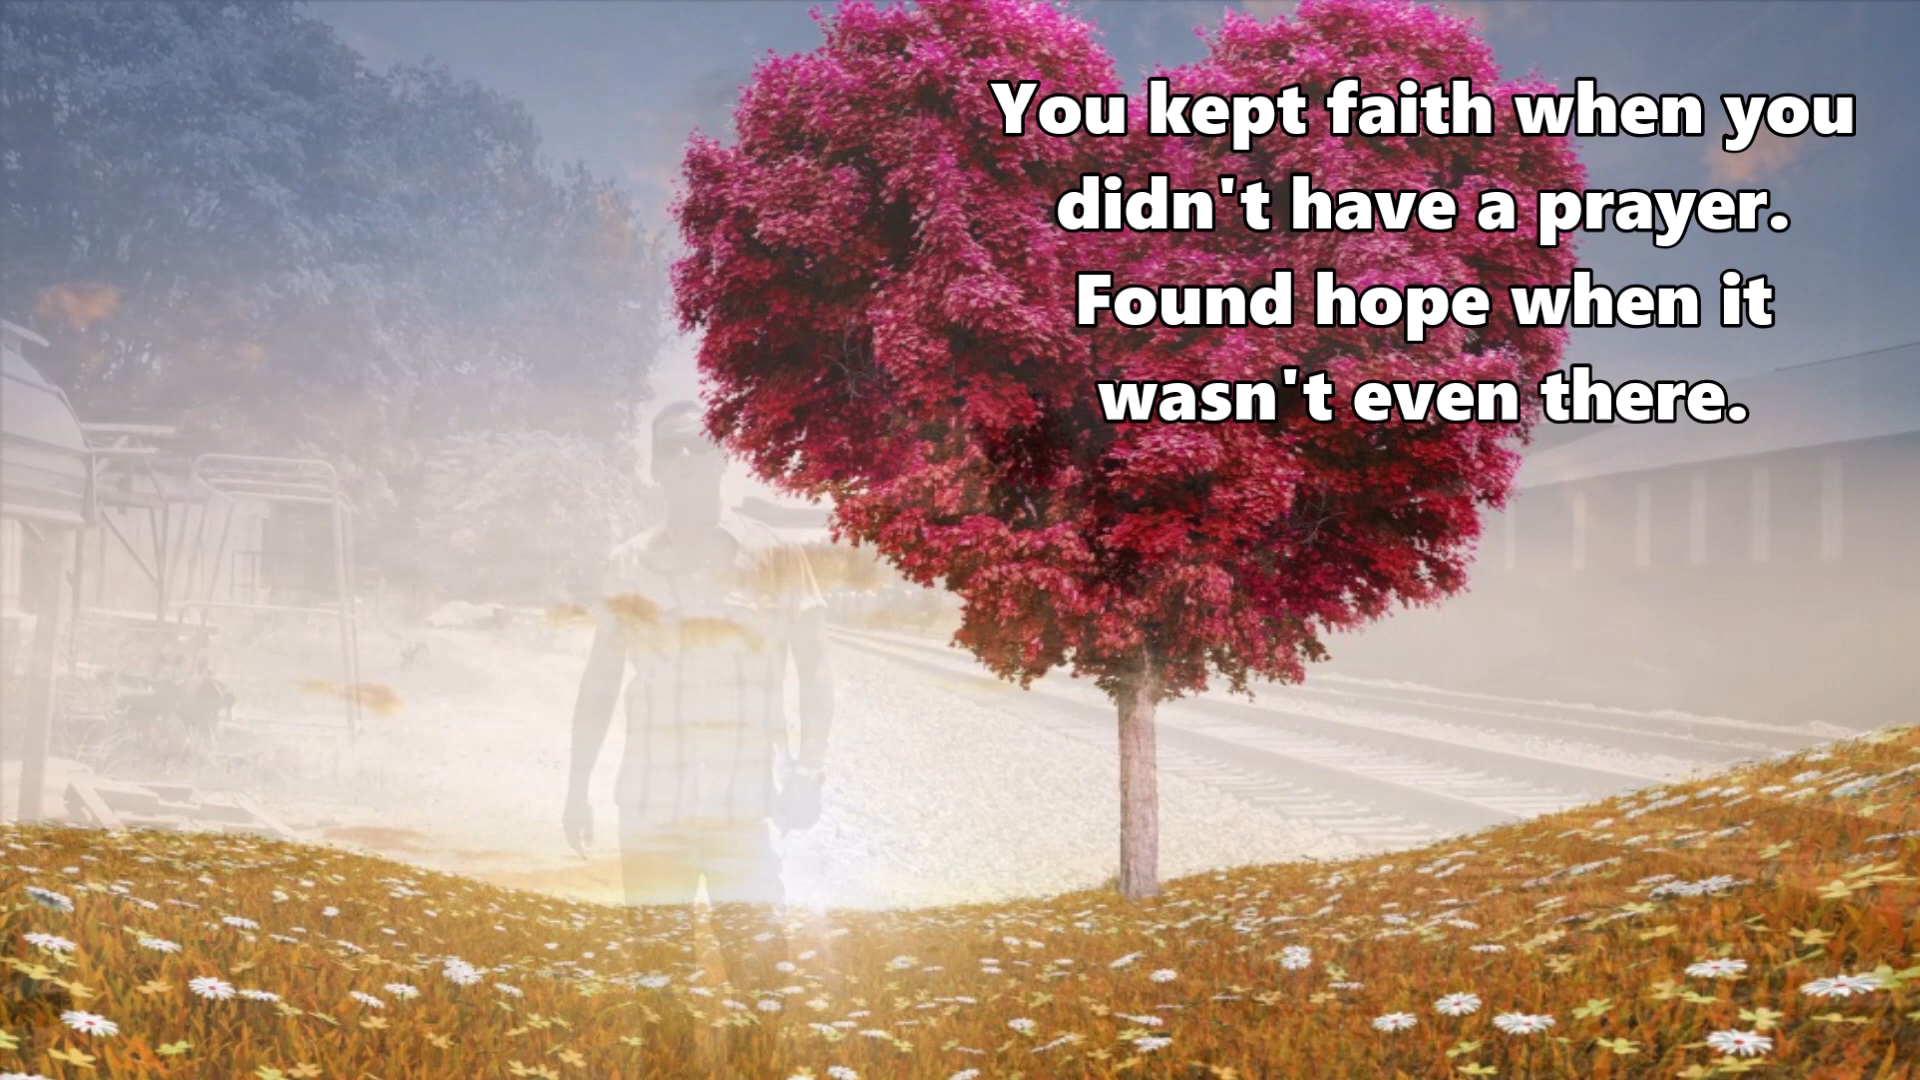 You kept faith when you
didn't have a prayer.
Found hope when it
wasn't even there.